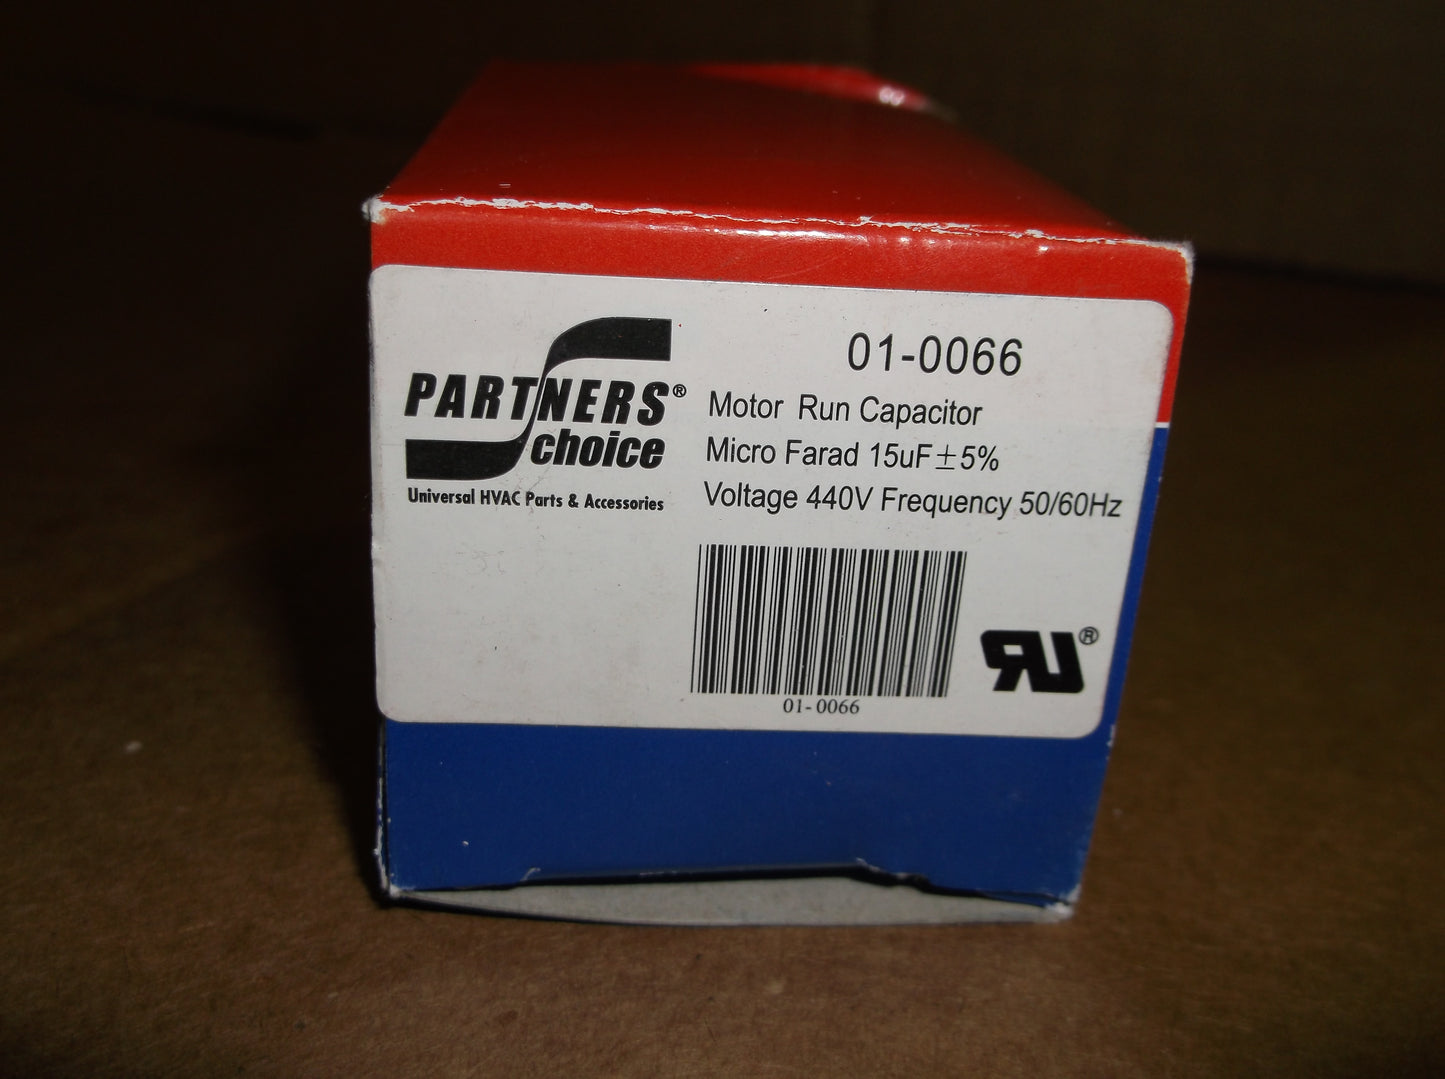 PARTNERS®
choice
Universal HVAC Parts & Accessories
01-0066
Motor Run Capacitor
Micro Farad 15uF±5%
Voltage 440V Frequency 50/60Hz
01-0066
RU®